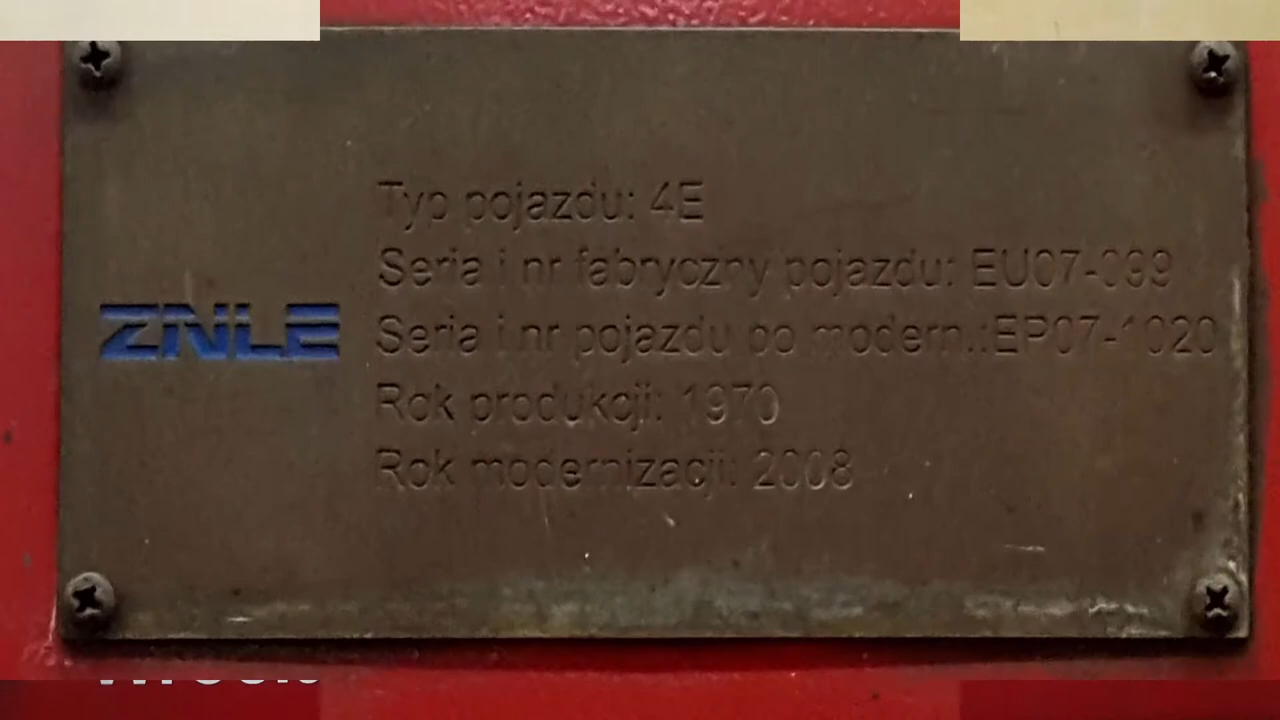 ZNLE
Typ pojazdu: 4E
Seria i nr fabryczny pojazdu: EU07-099
Seria i nr pojazdu po modern.:EP07-1020
Rok produkcji: 1970
Rok modernizacji: 2008